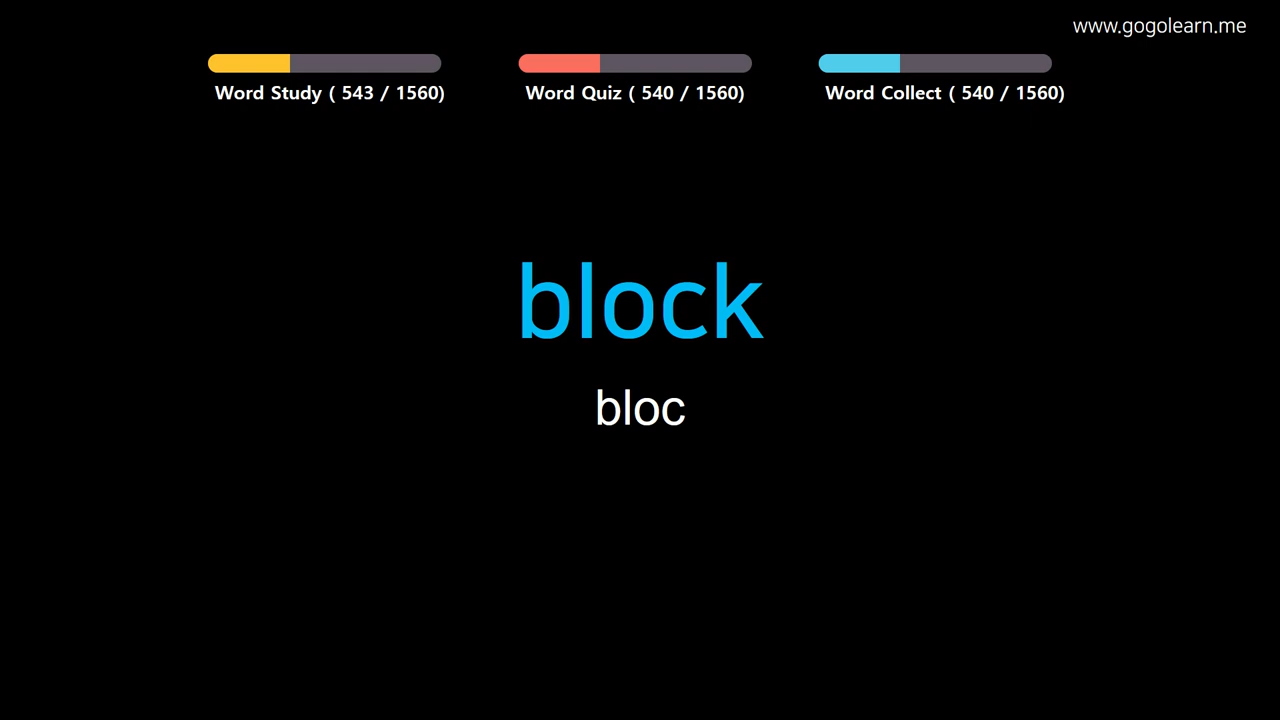 www.gogolearn.me
Word Study ( 543 / 1560)
Word Quiz ( 540 / 1560)
Word Collect ( 540 / 1560)
block
bloc